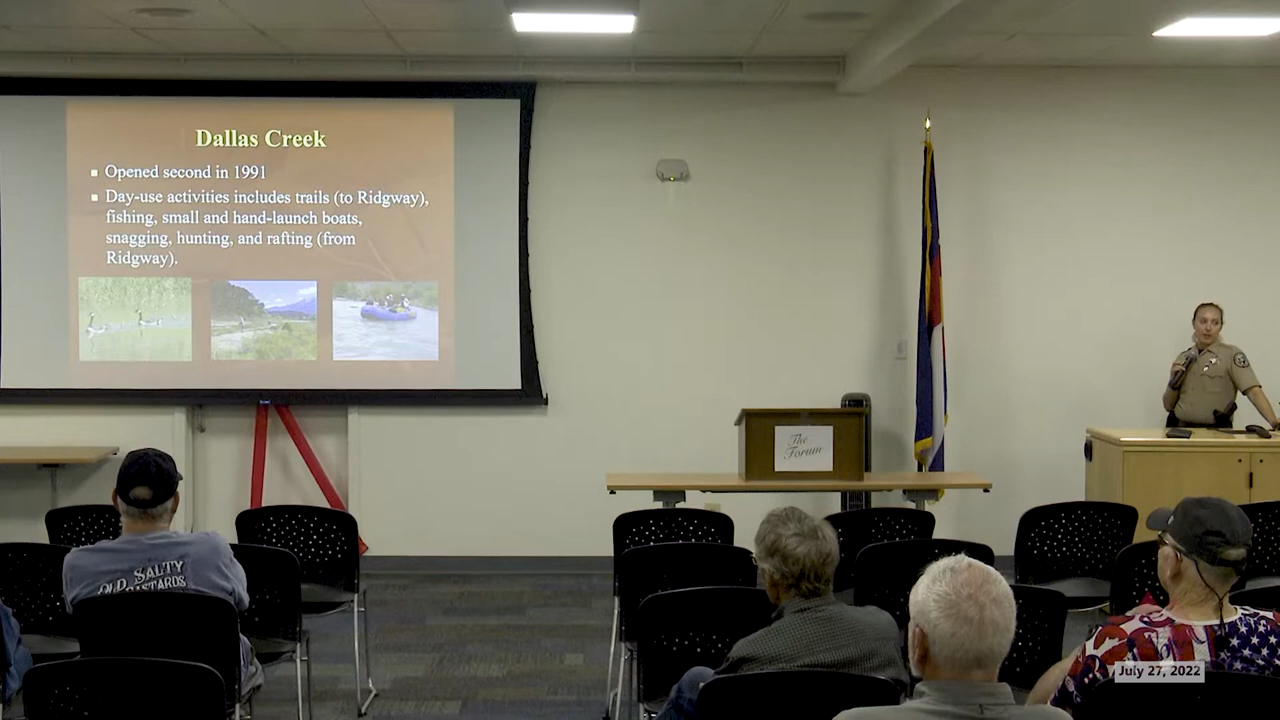 Dallas Creek
Opened second in 1991
Day-use activities includes trails (to Ridgway),
fishing, small and hand-launch boats,
snagging, hunting, and rafting (from
Ridgway).
The
Forum
OLD SALTY
BASTARDS
July 27, 2022